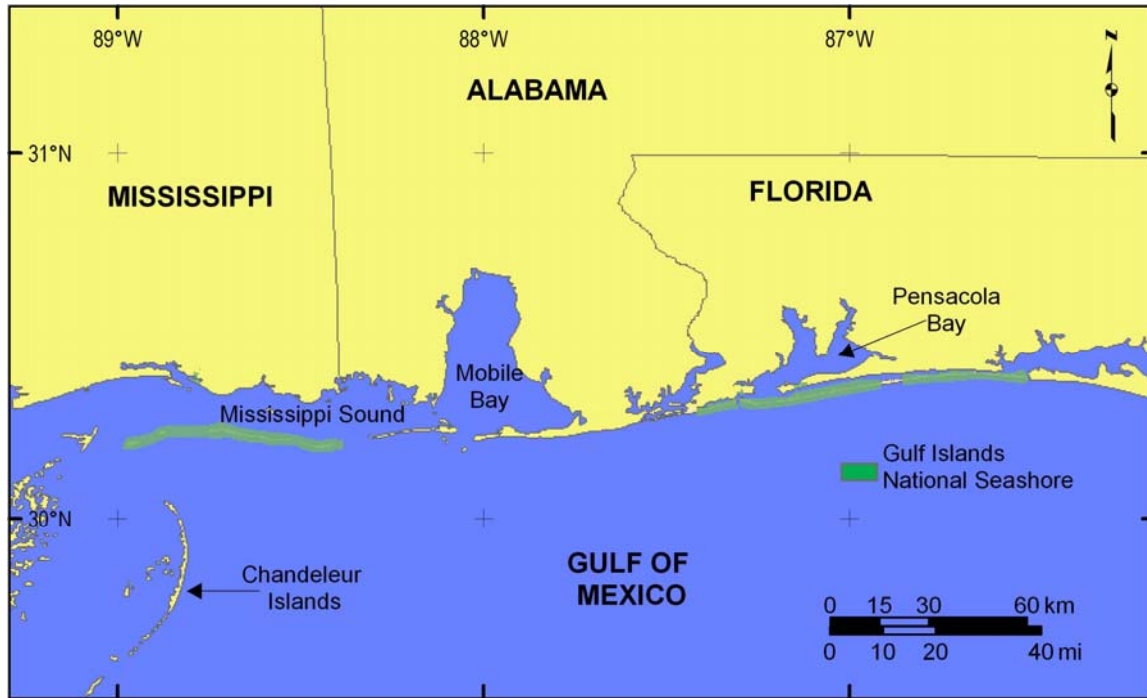 89°W
88°W
87°W
N
ALABAMA
31°N
MISSISSIPPI
FLORIDA
Pensacola
Bay
Mobile
Bay
Mississippi Sound
Gulf Islands
National Seashore
30°N
GULF OF
MEXICO
Chandeleur
Islands
0 15 30 60 km
0 10 20 40 mi